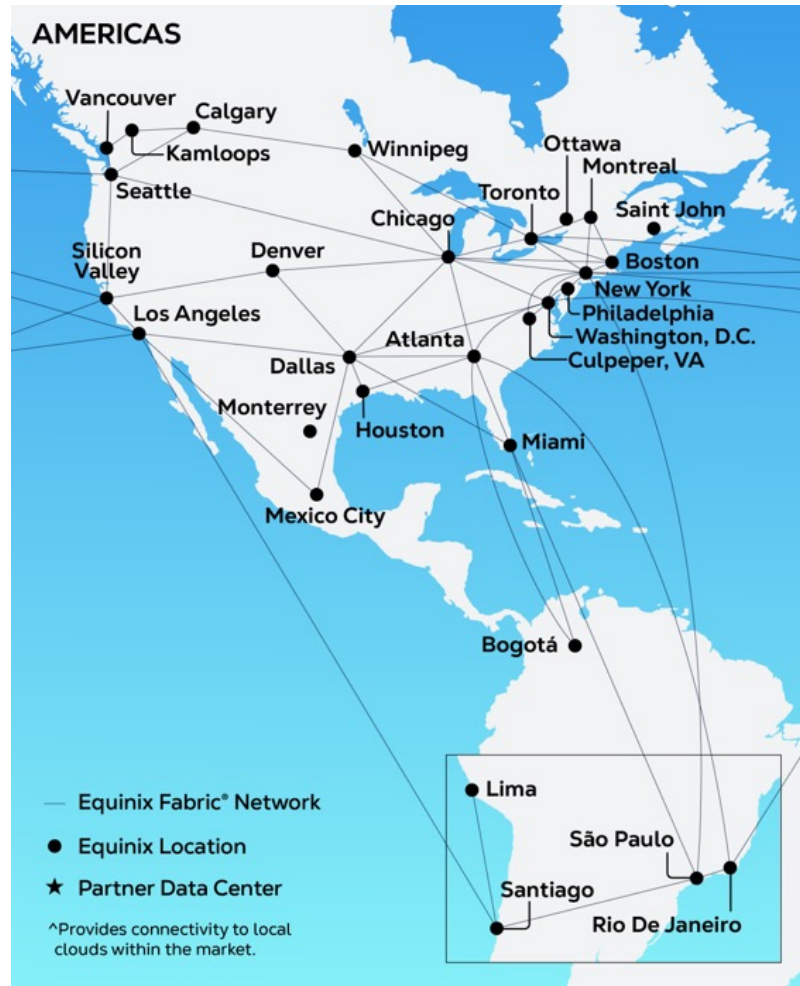 AMERICAS
Vancouver
Calgary
Kamloops
Winnipeg
Ottawa
Montreal
Seattle
Toronto
Saint John
Chicago
Silicon
Valley
Denver
Boston
New York
Los Angeles
Philadelphia
Atlanta
Washington, D.C.
Dallas
Culpeper, VA
Monterrey
Houston
Miami
Mexico City
Bogotá
Lima
Equinix Fabric® Network
São Paulo
Equinix Location
Partner Data Center
Santiago
Rio De Janeiro
^Provides connectivity to local
clouds within the market.